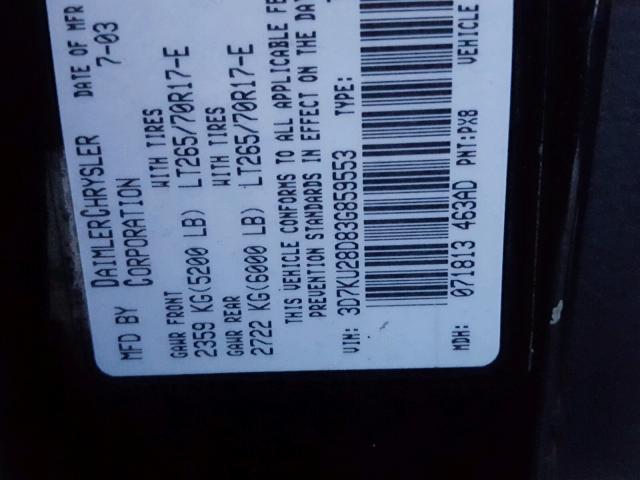 MFD BY DAIMLERCHRYSLER DATE OF MFR
CORPORATION 7-03
GAWR FRONT WITH TIRES
2359 KG(5200 LB) LT265/70R17-E
GAWR REAR WITH TIRES
2722 KG(6000 LB) LT265/70R17-E
THIS VEHICLE CONFORMS TO ALL APPLICABLE FE
PREVENTION STANDARDS IN EFFECT ON THE DAT
VIN: 3D7KU28D83G859553 TYPE:
MDH: 071813 463AD PNT:PX8 VEHICLE